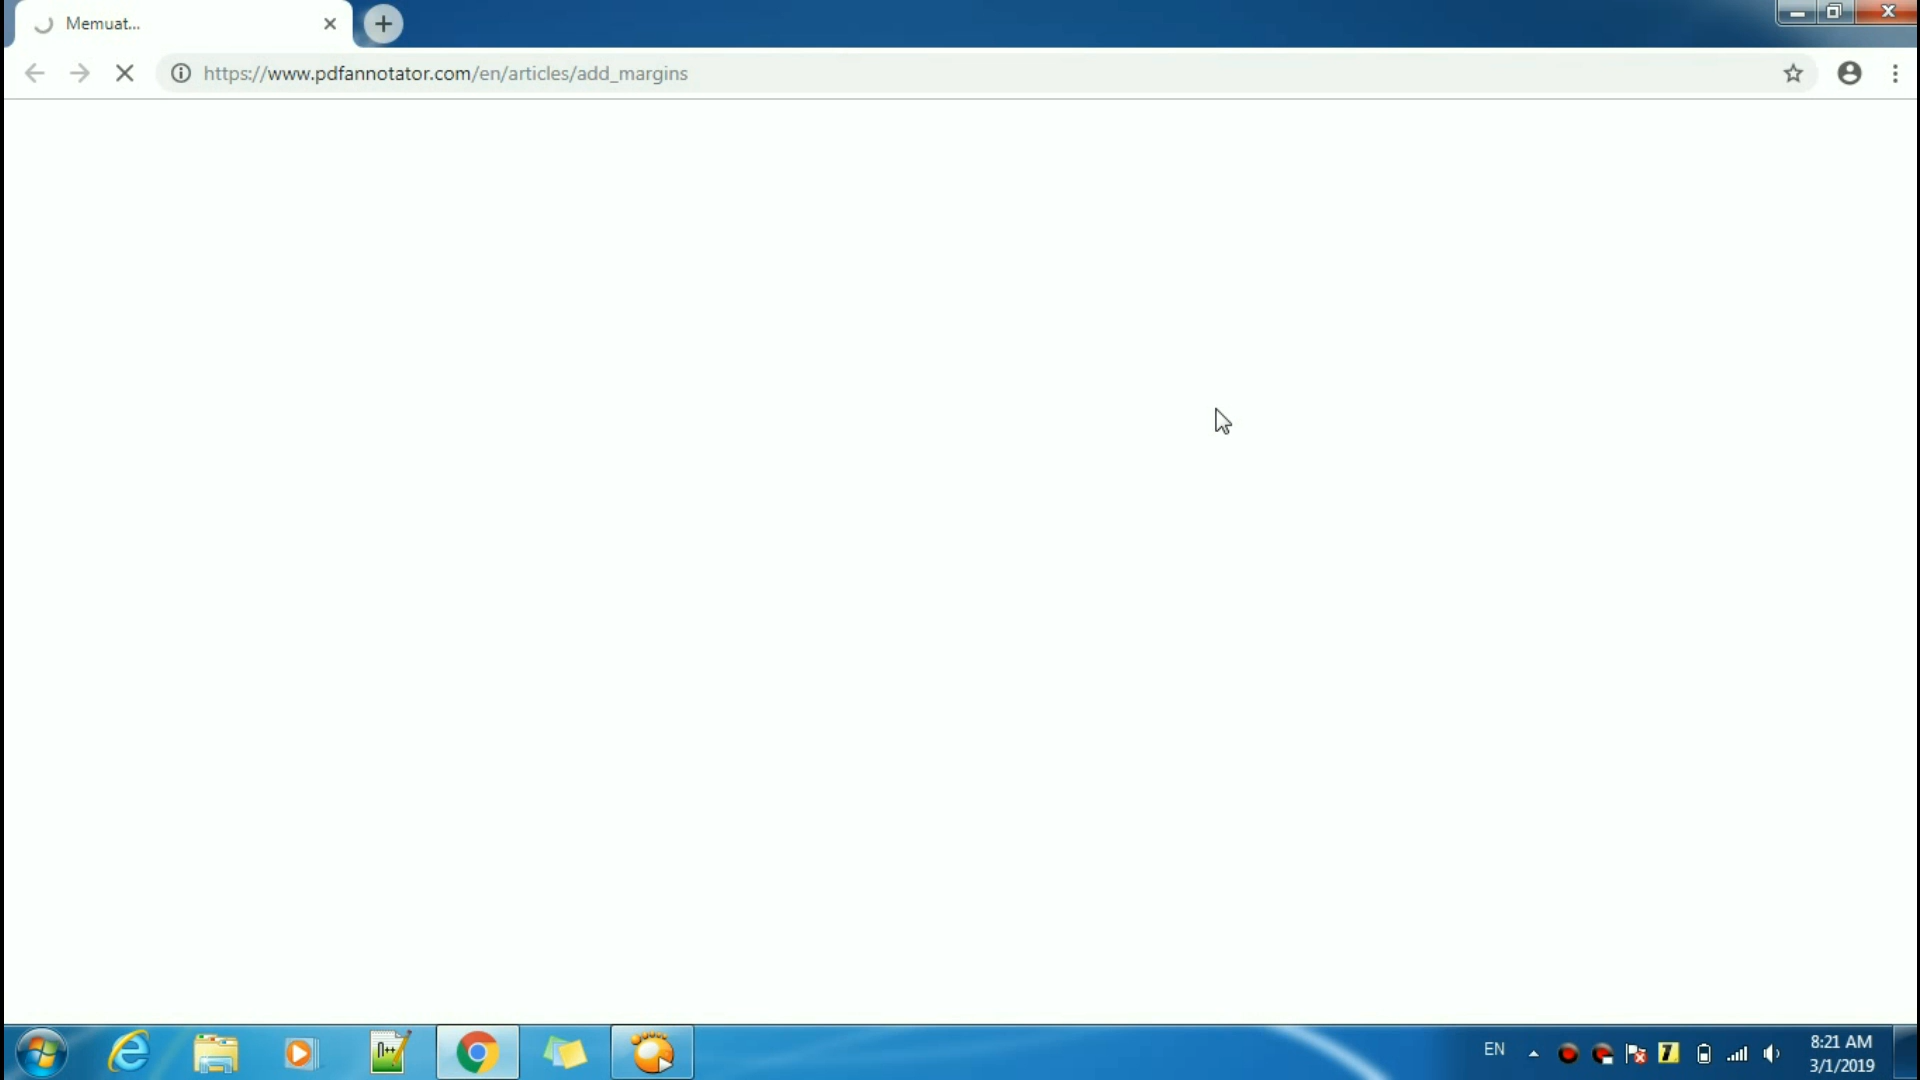 Memuat...
https://www.pdfannotator.com/en/articles/add_margins
EN
8:21 AM
3/1/2019